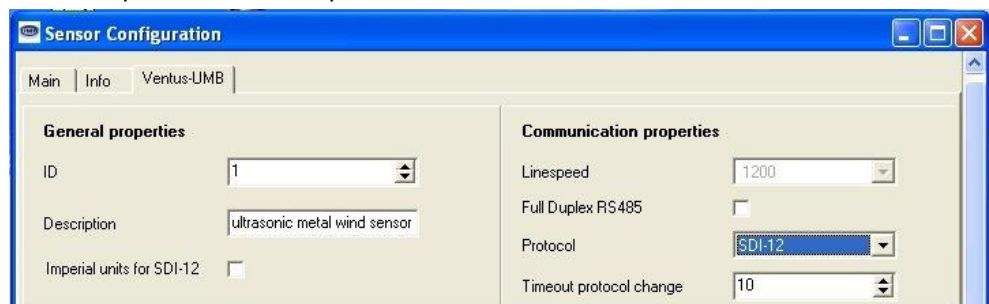 Sensor Configuration
Main Info Ventus-UMB
General properties
ID 1
Description ultrasonic metal wind sensor
Imperial units for SDI-12
Communication properties
Linespeed 1200
Full Duplex RS485
Protocol SDI-12
Timeout protocol change 10